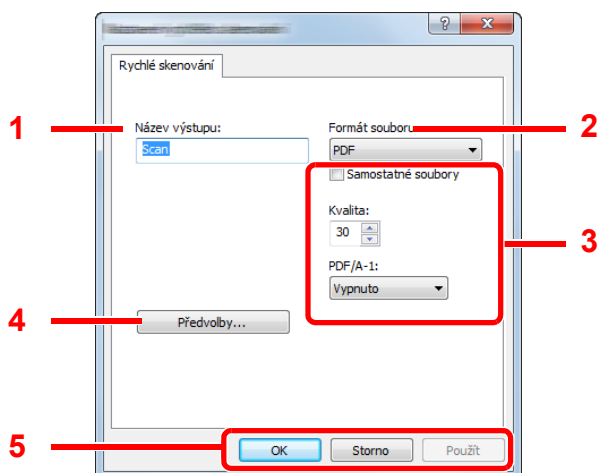 Rychlé skenování
1
Název výstupu:
Formát souboru
2
Scan
PDF
Samostatné soubory
Kvalita:
30
3
PDF/A-1:
Vypnuto
4
Předvolby...
5
OK
Storno
Použít